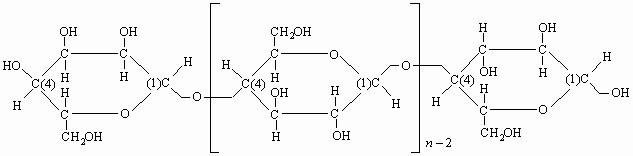 OH OH CH₂OH H OH
C C C O C C H
HO H H H H H O OH H
C(4) (1)C C(4) (1)C C(4) (1)C
H H O OH H H H H OH
C O C C C O
CH₂OH H OH CH₂OH
n−2